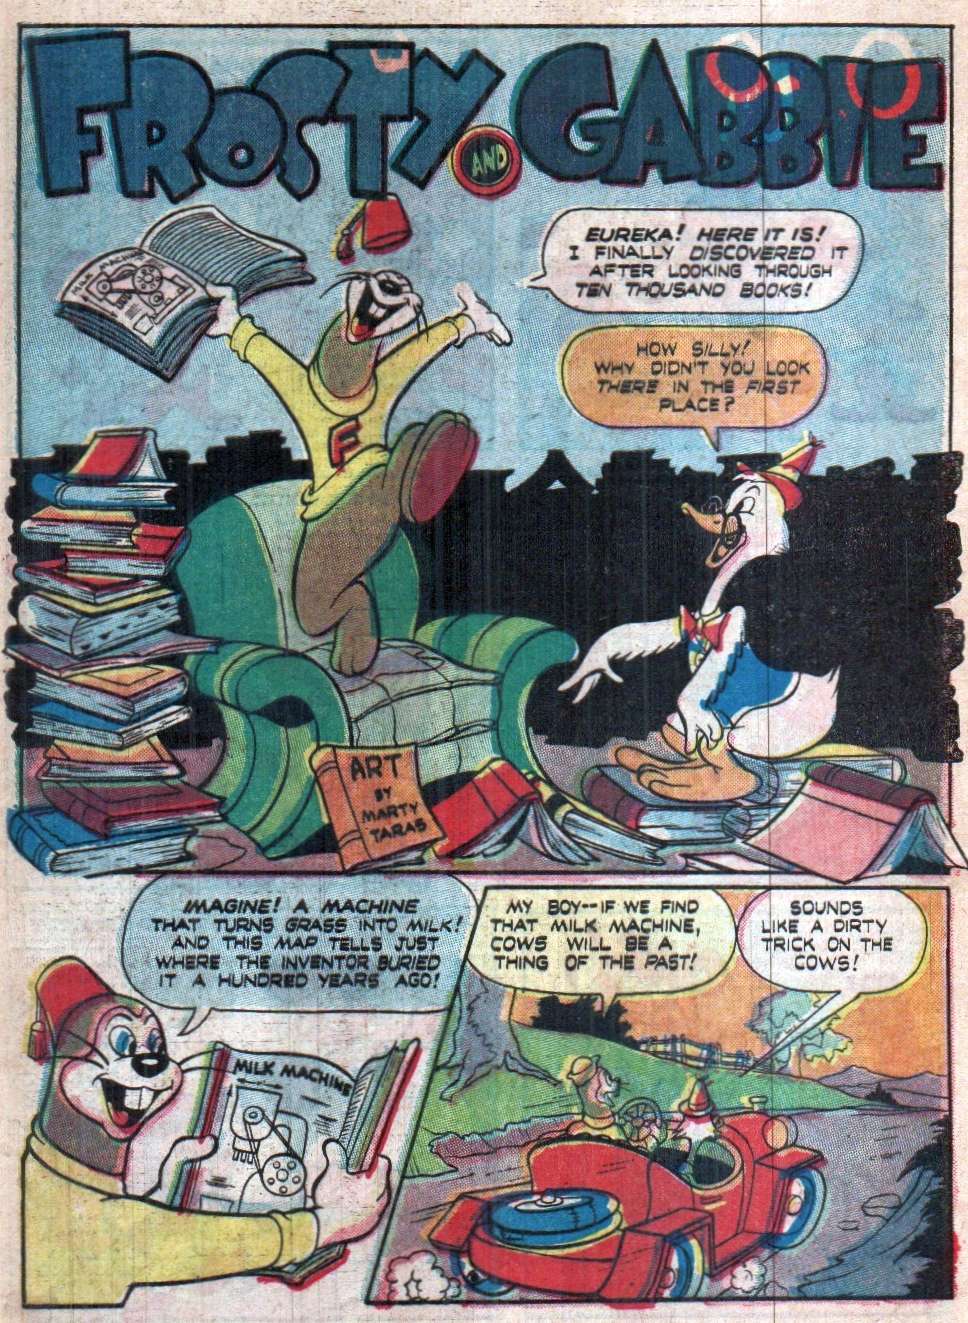 FROSTY AND GABBIE
EUREKA! HERE IT IS!
I FINALLY DISCOVERED IT
AFTER LOOKING THROUGH
TEN THOUSAND BOOKS!
MILK MACHINE
HOW SILLY!
WHY DIDN'T YOU LOOK
THERE IN THE FIRST
PLACE?
F
ART
BY
MARTY
TARAS
IMAGINE! A MACHINE
THAT TURNS GRASS INTO MILK!
AND THIS MAP TELLS JUST
WHERE THE INVENTOR BURIED
IT A HUNDRED YEARS AGO!
MILK MACHINE
MY BOY--IF WE FIND
THAT MILK MACHINE,
COWS WILL BE A
THING OF THE PAST!
SOUNDS
LIKE A DIRTY
TRICK ON THE
COWS!